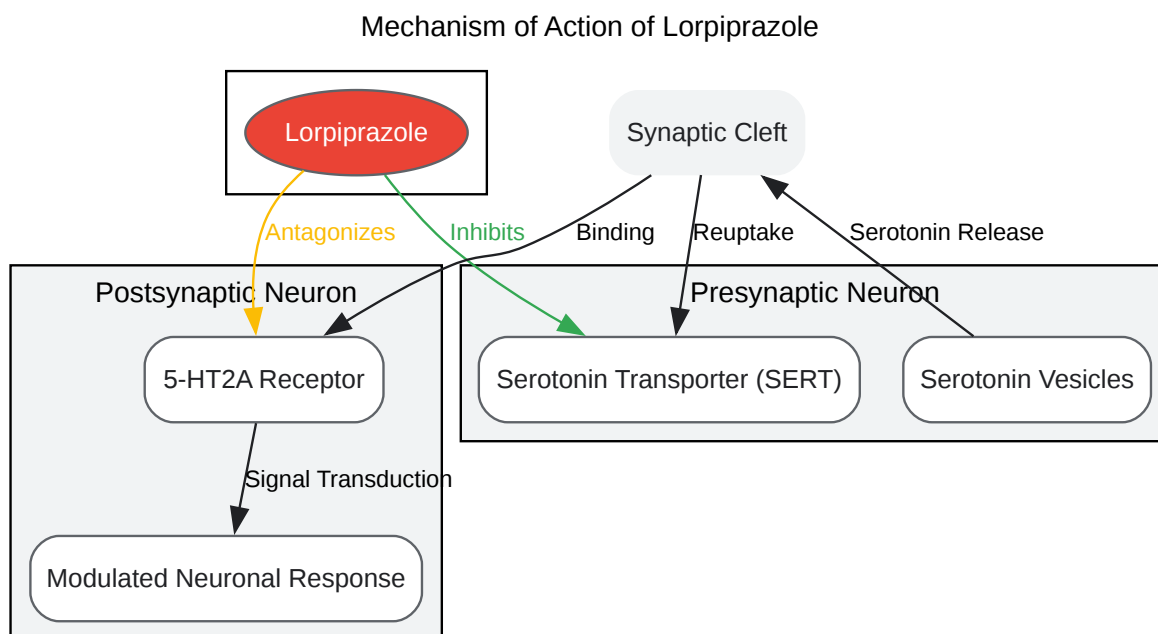 Mechanism of Action of Lorpiprazole
Lorpiprazole
Synaptic Cleft
Antagonizes
Inhibits
Binding
Reuptake
Serotonin Release
Postsynaptic Neuron
Presynaptic Neuron
5-HT2A Receptor
Serotonin Transporter (SERT)
Serotonin Vesicles
Signal Transduction
Modulated Neuronal Response